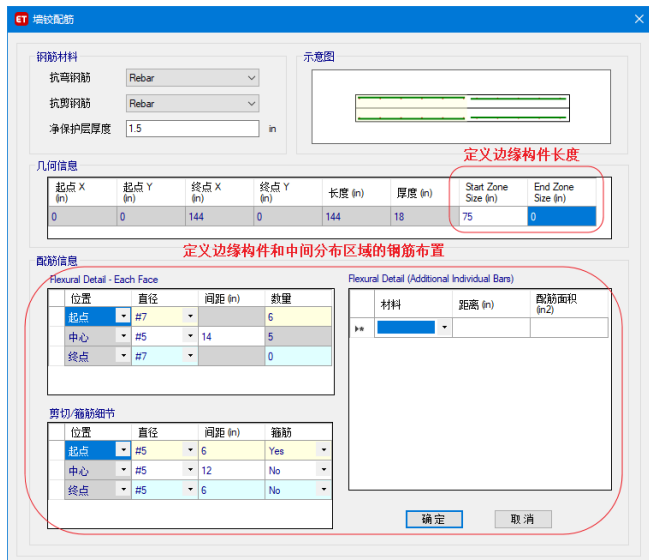 ET 墙铰配筋
钢筋材料
抗弯钢筋 Rebar
抗剪钢筋 Rebar
净保护层厚度 1.5 in
示意图
定义边缘构件长度
几何信息
起点 X (in) 起点 Y (in) 终点 X (in) 终点 Y (in) 长度 (in) 厚度 (in) Start Zone Size (in) End Zone Size (in)
0 0 144 0 144 18 75 0
定义边缘构件和中间分布区域的钢筋布置
配筋信息
Flexural Detail - Each Face
位置 直径 间距 (in) 数量
起点 #7 6
中心 #5 14 5
终点 #7 0
Flexural Detail (Additional Individual Bars)
材料 距离 (in) 配筋面积 (in2)
剪切/箍筋细节
位置 直径 间距 (in) 箍筋
起点 #5 6 Yes
中心 #5 12 No
终点 #5 6 No
确定 取消